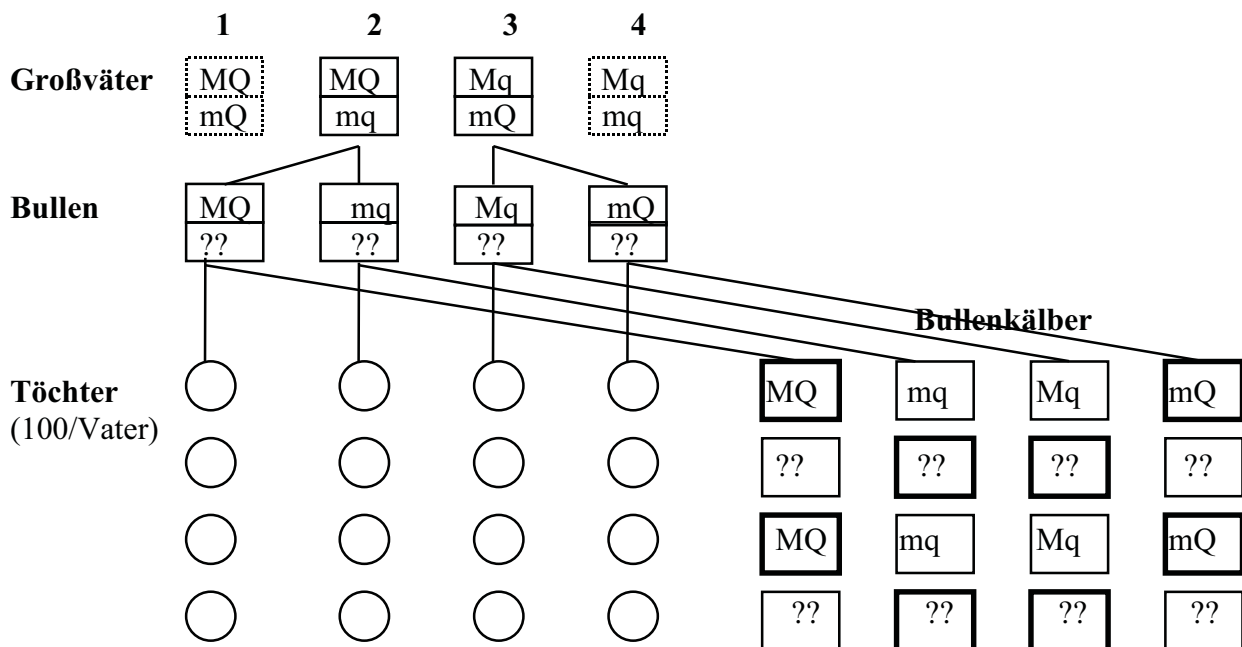 1 2 3 4
Großväter MQ MQ Mq Mq
mQ mq mQ mq
Bullen MQ mq Mq mQ
?? ?? ?? ??
Bullenkälber
Töchter MQ mq Mq mQ
(100/Vater)
?? ?? ?? ??
MQ mq Mq mQ
?? ?? ?? ??